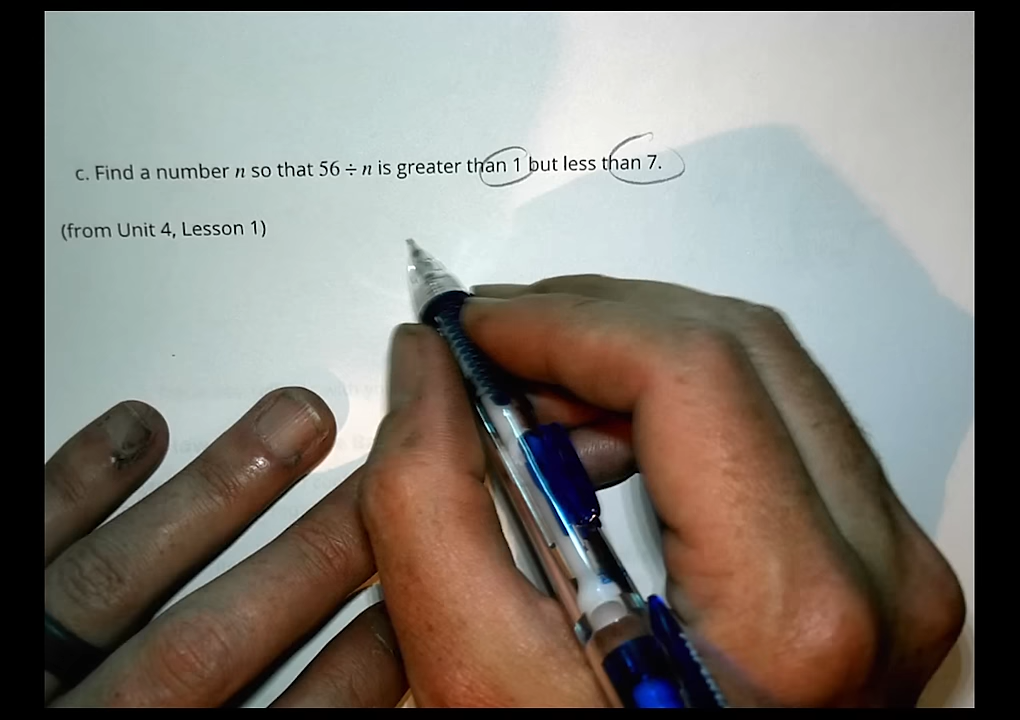 c. Find a number n so that 56 ÷ n is greater than 1 but less than 7.
(from Unit 4, Lesson 1)